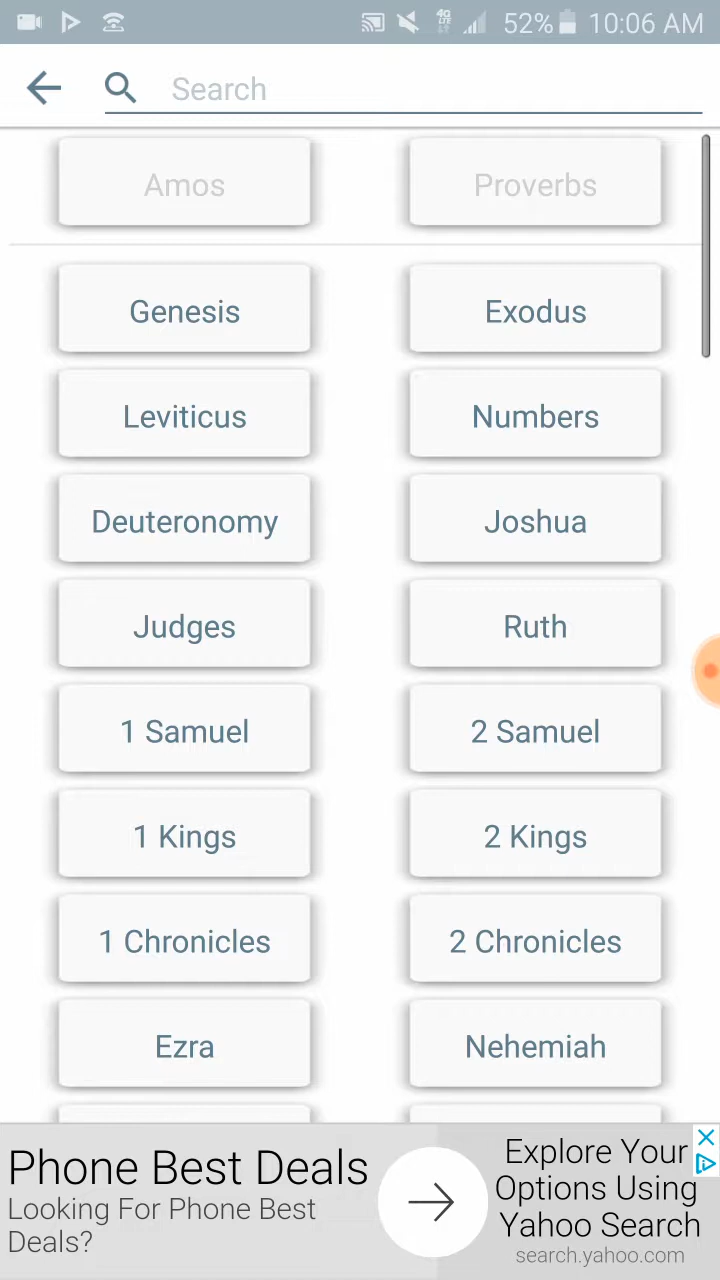 4G LTE 52% 10:06 AM
Search
Amos Proverbs
Genesis Exodus
Leviticus Numbers
Deuteronomy Joshua
Judges Ruth
1 Samuel 2 Samuel
1 Kings 2 Kings
1 Chronicles 2 Chronicles
Ezra Nehemiah
Phone Best Deals
Looking For Phone Best
Deals?
Explore Your
Options Using
Yahoo Search
search.yahoo.com